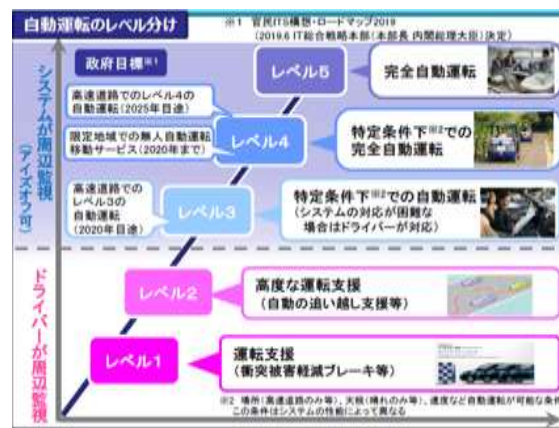 自動運転のレベル分け
※1 官民ITS構想・ロードマップ2019
(2019.6 IT総合戦略本部(本部長 内閣総理大臣)決定)
政府目標※1
システムが周辺監視
(アイズオフ可)
レベル5
完全自動運転
高速道路でのレベル4の
自動運転(2025年目途)
限定地域での無人自動運転
移動サービス(2020年まで)
レベル4
特定条件下※2での
完全自動運転
高速道路での
レベル3の
自動運転
(2020年目途)
レベル3
特定条件下※2での自動運転
(システムの対応が困難な
場合はドライバーが対応)
ドライバーが周辺監視
レベル2
高度な運転支援
(自動の追い越し支援等)
レベル1
運転支援
(衝突被害軽減ブレーキ等)
※2 場所(高速道路のみ等)、天候(晴れのみ等)、速度など自動運転が可能な条件
この条件はシステムの性能によって異なる